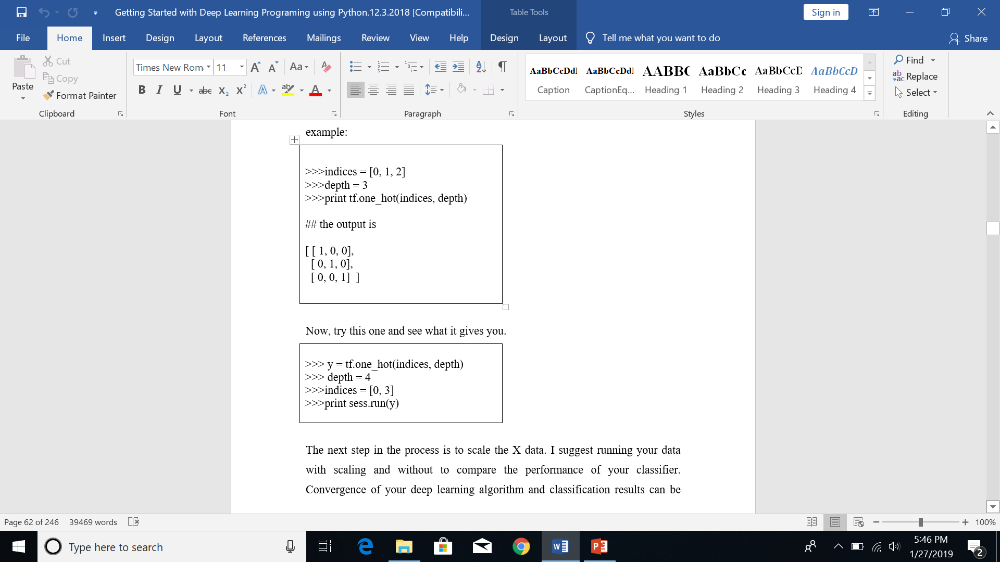 Getting Started with Deep Learning Programing using Python.12.3.2018 [Compatibili...
Table Tools
Sign in
File
Home
Insert
Design
Layout
References
Mailings
Review
View
Help
Design
Layout
Tell me what you want to do
Share
Paste
Cut
Copy
Format Painter
Clipboard
Times New Rom
11
Font
Paragraph
AaBbCcDdI
AaBbCcDdI
AABBC
AaBbCc
AaBbCcD
AaBbCcD
Caption
CaptionEq...
Heading 1
Heading 2
Heading 3
Heading 4
Styles
Find
Replace
Select
Editing
example:
>>>indices = [0, 1, 2]
>>>depth = 3
>>>print tf.one_hot(indices, depth)
## the output is
[ [ 1, 0, 0],
[ 0, 1, 0],
[ 0, 0, 1] ]
Now, try this one and see what it gives you.
>>> y = tf.one_hot(indices, depth)
>>> depth = 4
>>>indices = [0, 3]
>>>print sess.run(y)
The next step in the process is to scale the X data. I suggest running your data
with scaling and without to compare the performance of your classifier.
Convergence of your deep learning algorithm and classification results can be
Page 62 of 246
39469 words
100%
Type here to search
5:46 PM
1/27/2019
2